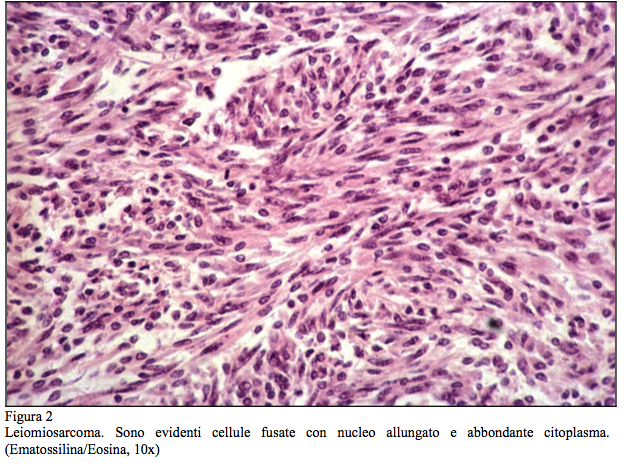 Figura 2
Leiomiosarcoma. Sono evidenti cellule fusate con nucleo allungato e abbondante citoplasma.
(Ematossilina/Eosina, 10x)